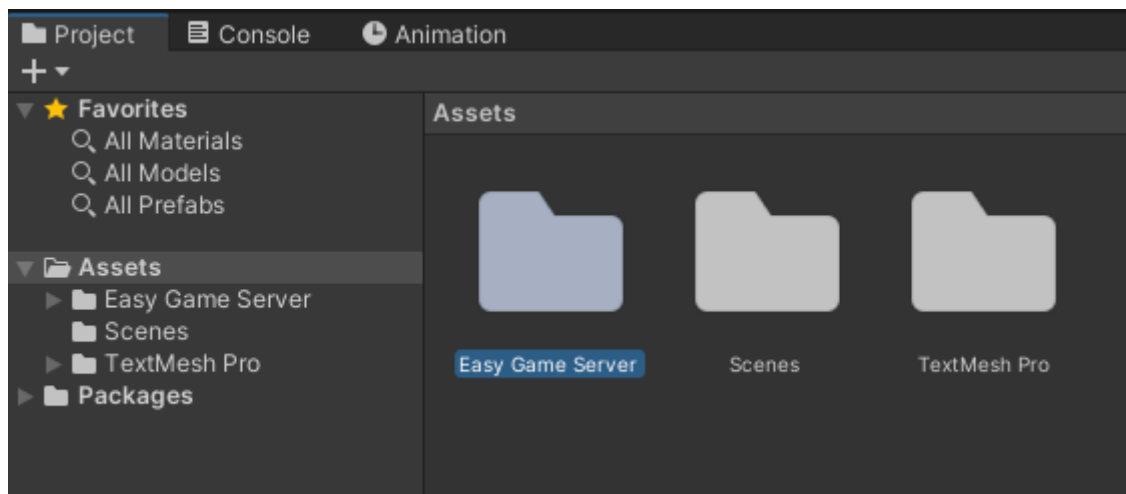 Project Console Animation
Favorites
All Materials
All Models
All Prefabs
Assets
Easy Game Server
Scenes
TextMesh Pro
Packages
Assets
Easy Game Server Scenes TextMesh Pro